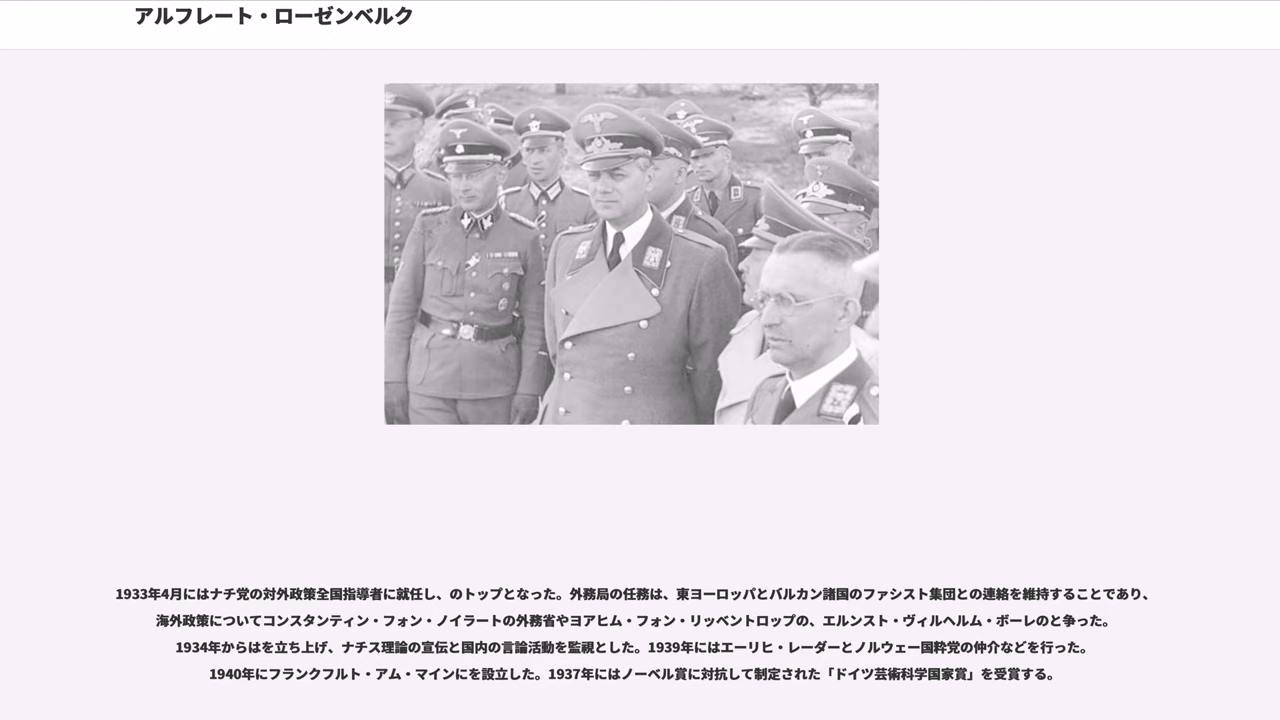 アルフレート・ローゼンベルク
1933年4月にはナチ党の対外政策全国指導者に就任し、のトップとなった。外務局の任務は、東ヨーロッパとバルカン諸国のファシスト集団との連絡を維持することであり、
海外政策についてコンスタンティン・フォン・ノイラートの外務省やヨアヒム・フォン・リッベントロップの、エルンスト・ヴィルヘルム・ボーレのと争った。
1934年からはを立ち上げ、ナチス理論の宣伝と国内の言論活動を監視とした。1939年にはエーリヒ・レーダーとノルウェー国粋党の仲介などを行った。
1940年にフランクフルト・アム・マインにを設立した。1937年にはノーベル賞に対抗して制定された「ドイツ芸術科学国家賞」を受賞する。